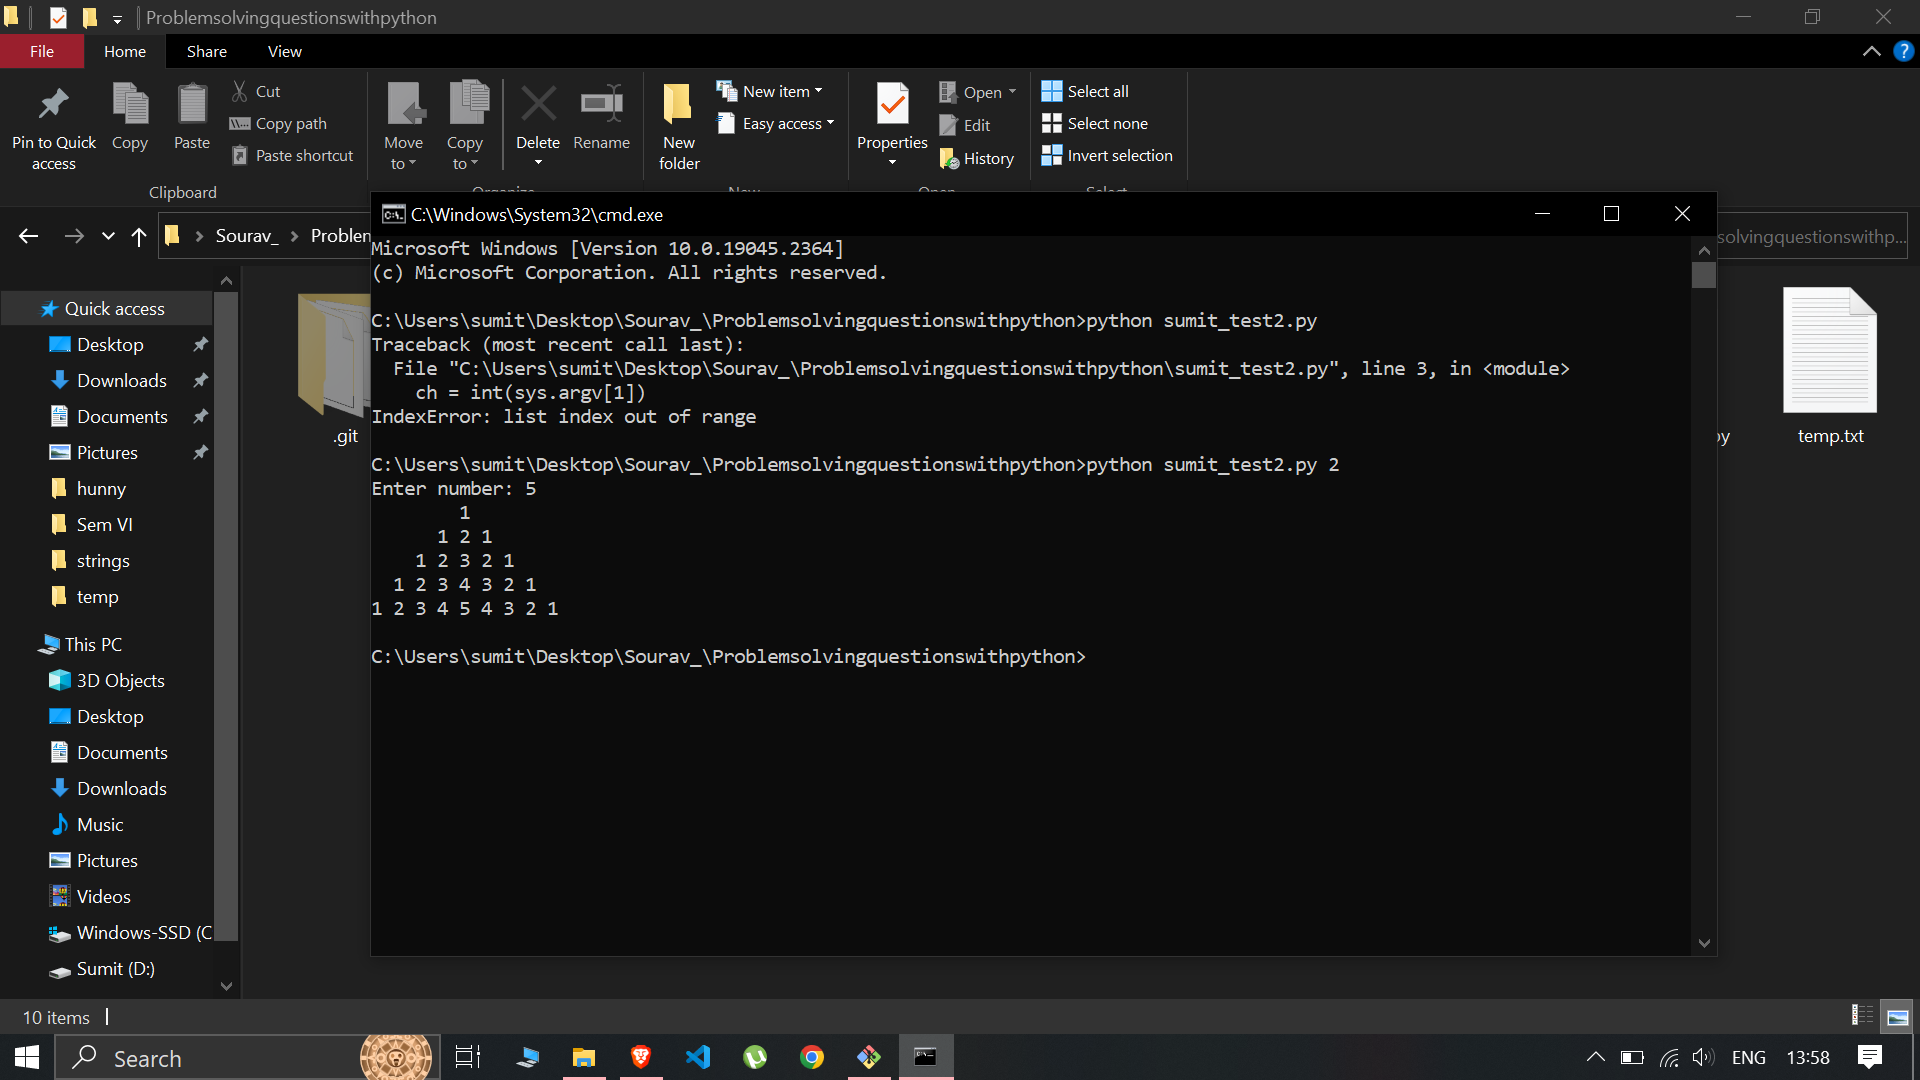 Problemsolvingquestionswithpython
File Home Share View
Pin to Quick access
Copy
Paste
Cut
Copy path
Paste shortcut
Clipboard
Move to
Copy to
Delete
Rename
New folder
New item
Easy access
Properties
Open
Edit
History
Select all
Select none
Invert selection
Sourav_ Problem
solvingquestionswithp...
C:\Windows\System32\cmd.exe
Microsoft Windows [Version 10.0.19045.2364]
(c) Microsoft Corporation. All rights reserved.
C:\Users\sumit\Desktop\Sourav_\Problemsolvingquestionswithpython>python sumit_test2.py
Traceback (most recent call last):
File "C:\Users\sumit\Desktop\Sourav_\Problemsolvingquestionswithpython\sumit_test2.py", line 3, in <module>
ch = int(sys.argv[1])
IndexError: list index out of range
C:\Users\sumit\Desktop\Sourav_\Problemsolvingquestionswithpython>python sumit_test2.py 2
Enter number: 5
1
1 2 1
1 2 3 2 1
1 2 3 4 3 2 1
1 2 3 4 5 4 3 2 1
C:\Users\sumit\Desktop\Sourav_\Problemsolvingquestionswithpython>
Quick access
Desktop
Downloads
Documents
Pictures
hunny
Sem VI
strings
temp
This PC
3D Objects
Desktop
Documents
Downloads
Music
Pictures
Videos
Windows-SSD (C
Sumit (D:)
.git
py
temp.txt
10 items
Search
ENG 13:58